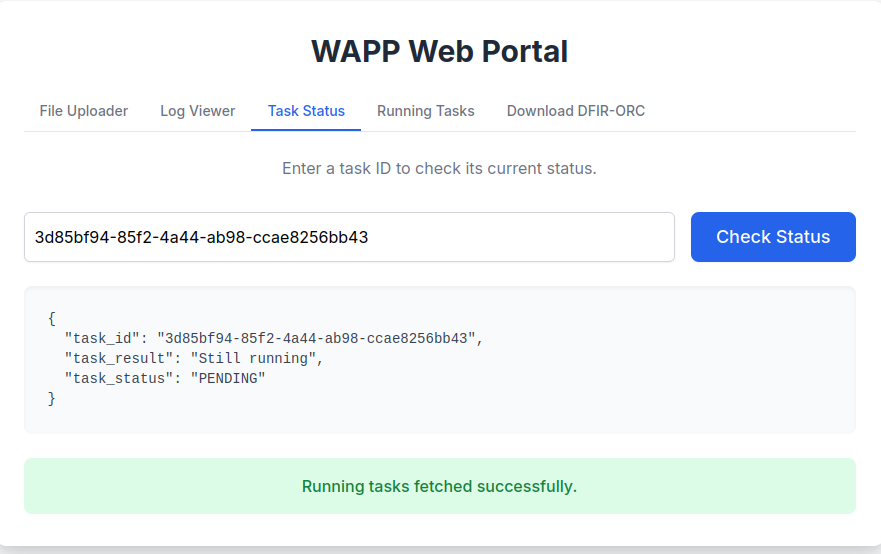 WAPP Web Portal
File Uploader Log Viewer Task Status Running Tasks Download DFIR-ORC
Enter a task ID to check its current status.
3d85bf94-85f2-4a44-ab98-ccae8256bb43 Check Status
{
"task_id": "3d85bf94-85f2-4a44-ab98-ccae8256bb43",
"task_result": "Still running",
"task_status": "PENDING"
}
Running tasks fetched successfully.